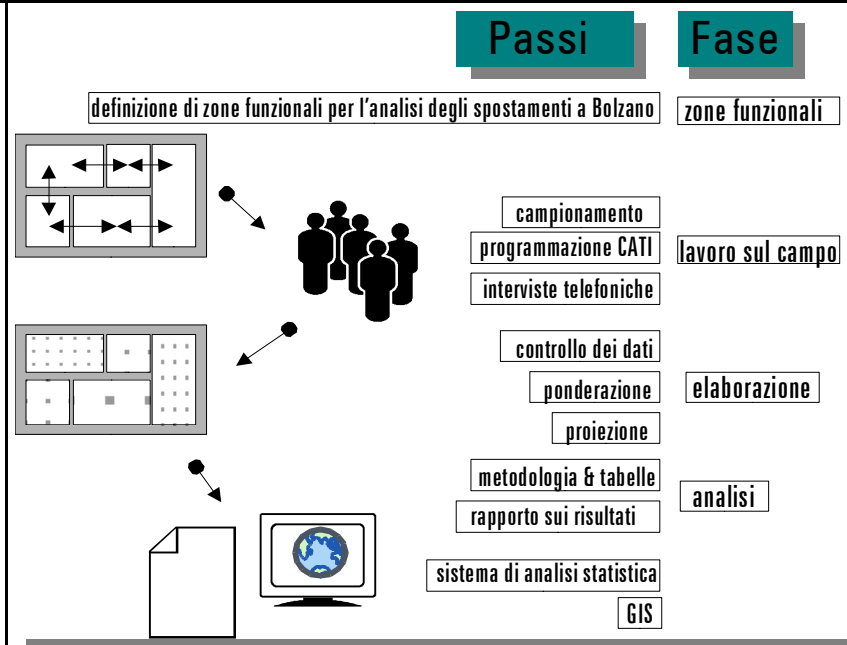 Passi Fase
definizione di zone funzionali per l'analisi degli spostamenti a Bolzano zone funzionali
campionamento
programmazione CATI lavoro sul campo
interviste telefoniche
controllo dei dati
ponderazione elaborazione
proiezione
metodologia & tabelle
analisi
rapporto sui risultati
sistema di analisi statistica
GIS